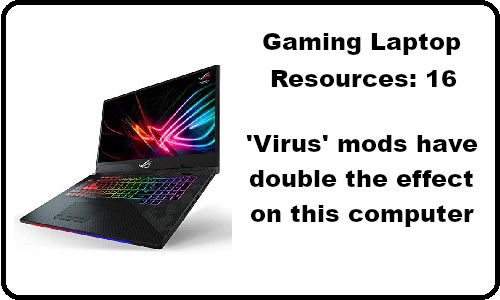 Gaming Laptop
Resources: 16
'Virus' mods have
double the effect
on this computer